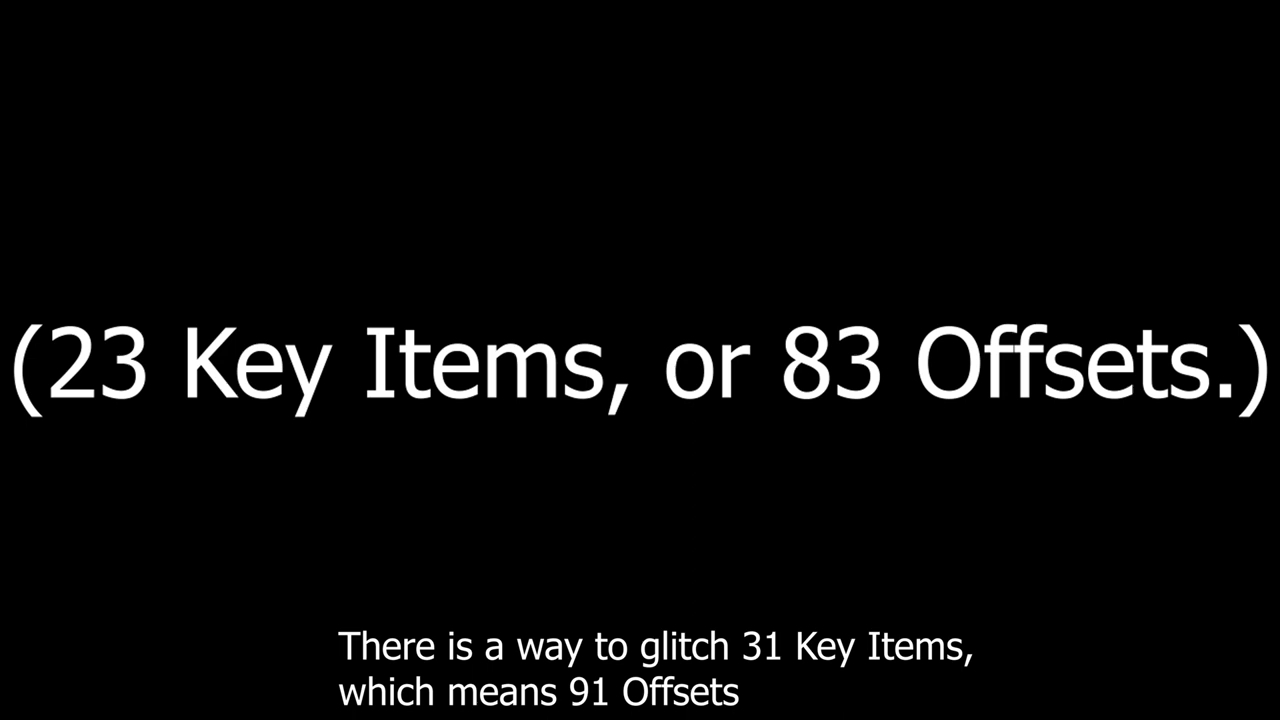 (23 Key Items, or 83 Offsets.)
There is a way to glitch 31 Key Items,
which means 91 Offsets